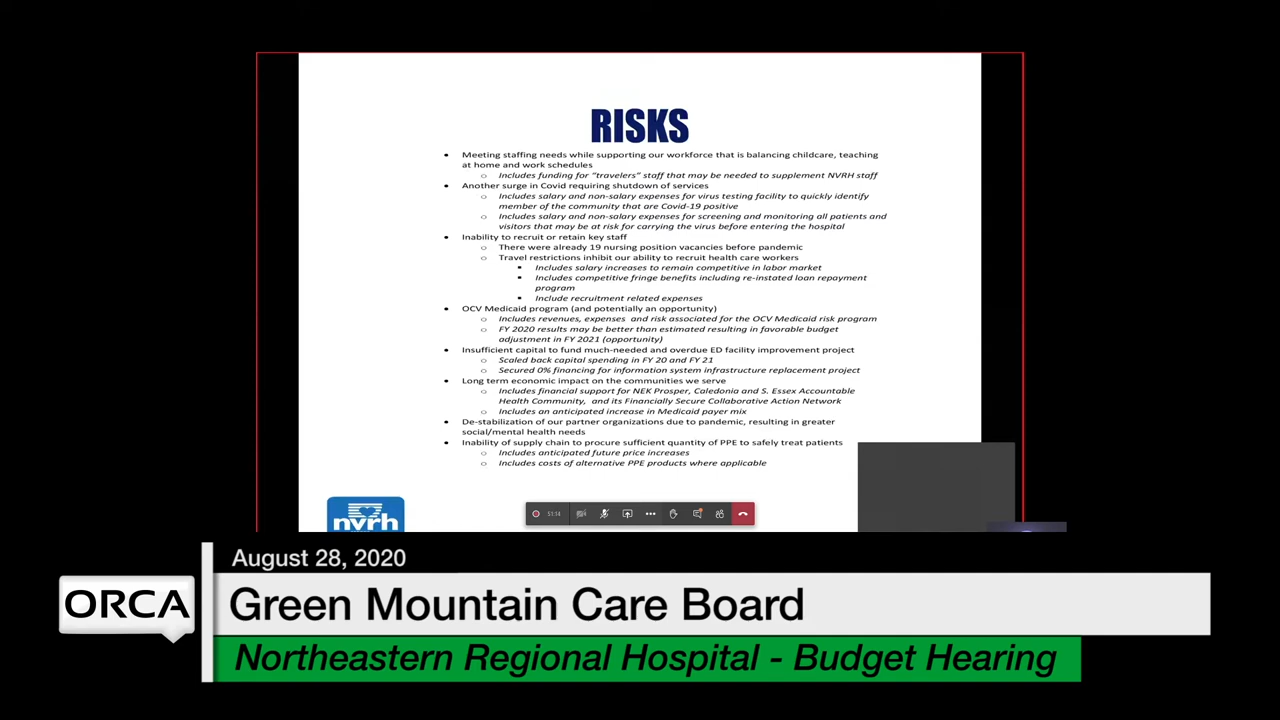 RISKS
• Meeting staffing needs while supporting our workforce that is balancing childcare, teaching
at home and work schedules
○ Includes funding for “travelers” staff that may be needed to supplement NVRH staff
• Another surge in Covid requiring shutdown of services
○ Includes salary and non-salary expenses for virus testing facility to quickly identify
member of the community that are Covid-19 positive
○ Includes salary and non-salary expenses for screening and monitoring all patients and
visitors that may be at risk for carrying the virus before entering the hospital
• Inability to recruit or retain key staff
○ There were already 19 nursing position vacancies before pandemic
○ Travel restrictions inhibit our ability to recruit health care workers
▪ Includes salary increases to remain competitive in labor market
▪ Includes competitive fringe benefits including re-instated loan repayment
program
▪ Include recruitment related expenses
• OCV Medicaid program (and potentially an opportunity)
○ Includes revenues, expenses and risk associated for the OCV Medicaid risk program
○ FY 2020 results may be better than estimated resulting in favorable budget
adjustment in FY 2021 (opportunity)
• Insufficient capital to fund much-needed and overdue ED facility improvement project
○ Scaled back capital spending in FY 20 and FY 21
○ Secured 0% financing for information system infrastructure replacement project
• Long term economic impact on the communities we serve
○ Includes financial support for NEK Prosper, Caledonia and S. Essex Accountable
Health Community, and its Financially Secure Collaborative Action Network
○ Includes an anticipated increase in Medicaid payer mix
• De-stabilization of our partner organizations due to pandemic, resulting in greater
social/mental health needs
• Inability of supply chain to procure sufficient quantity of PPE to safely treat patients
○ Includes anticipated future price increases
○ Includes costs of alternative PPE products where applicable
nvrh
51:14
August 28, 2020
ORCA
Green Mountain Care Board
Northeastern Regional Hospital - Budget Hearing